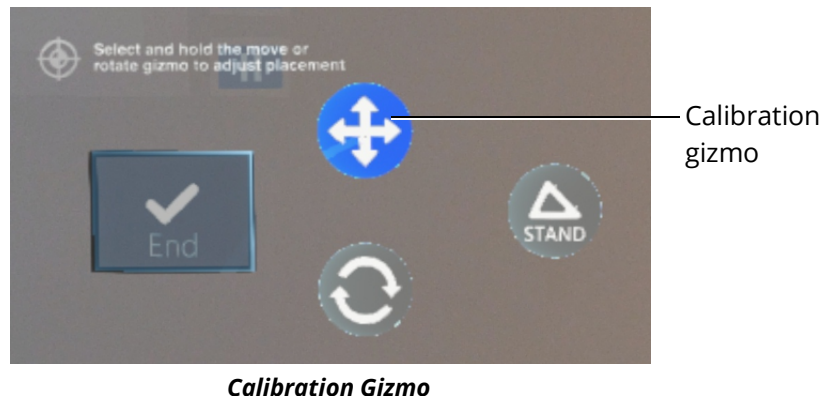 Select and hold the move or
rotate gizmo to adjust placement
Calibration
gizmo
End
STAND
Calibration Gizmo